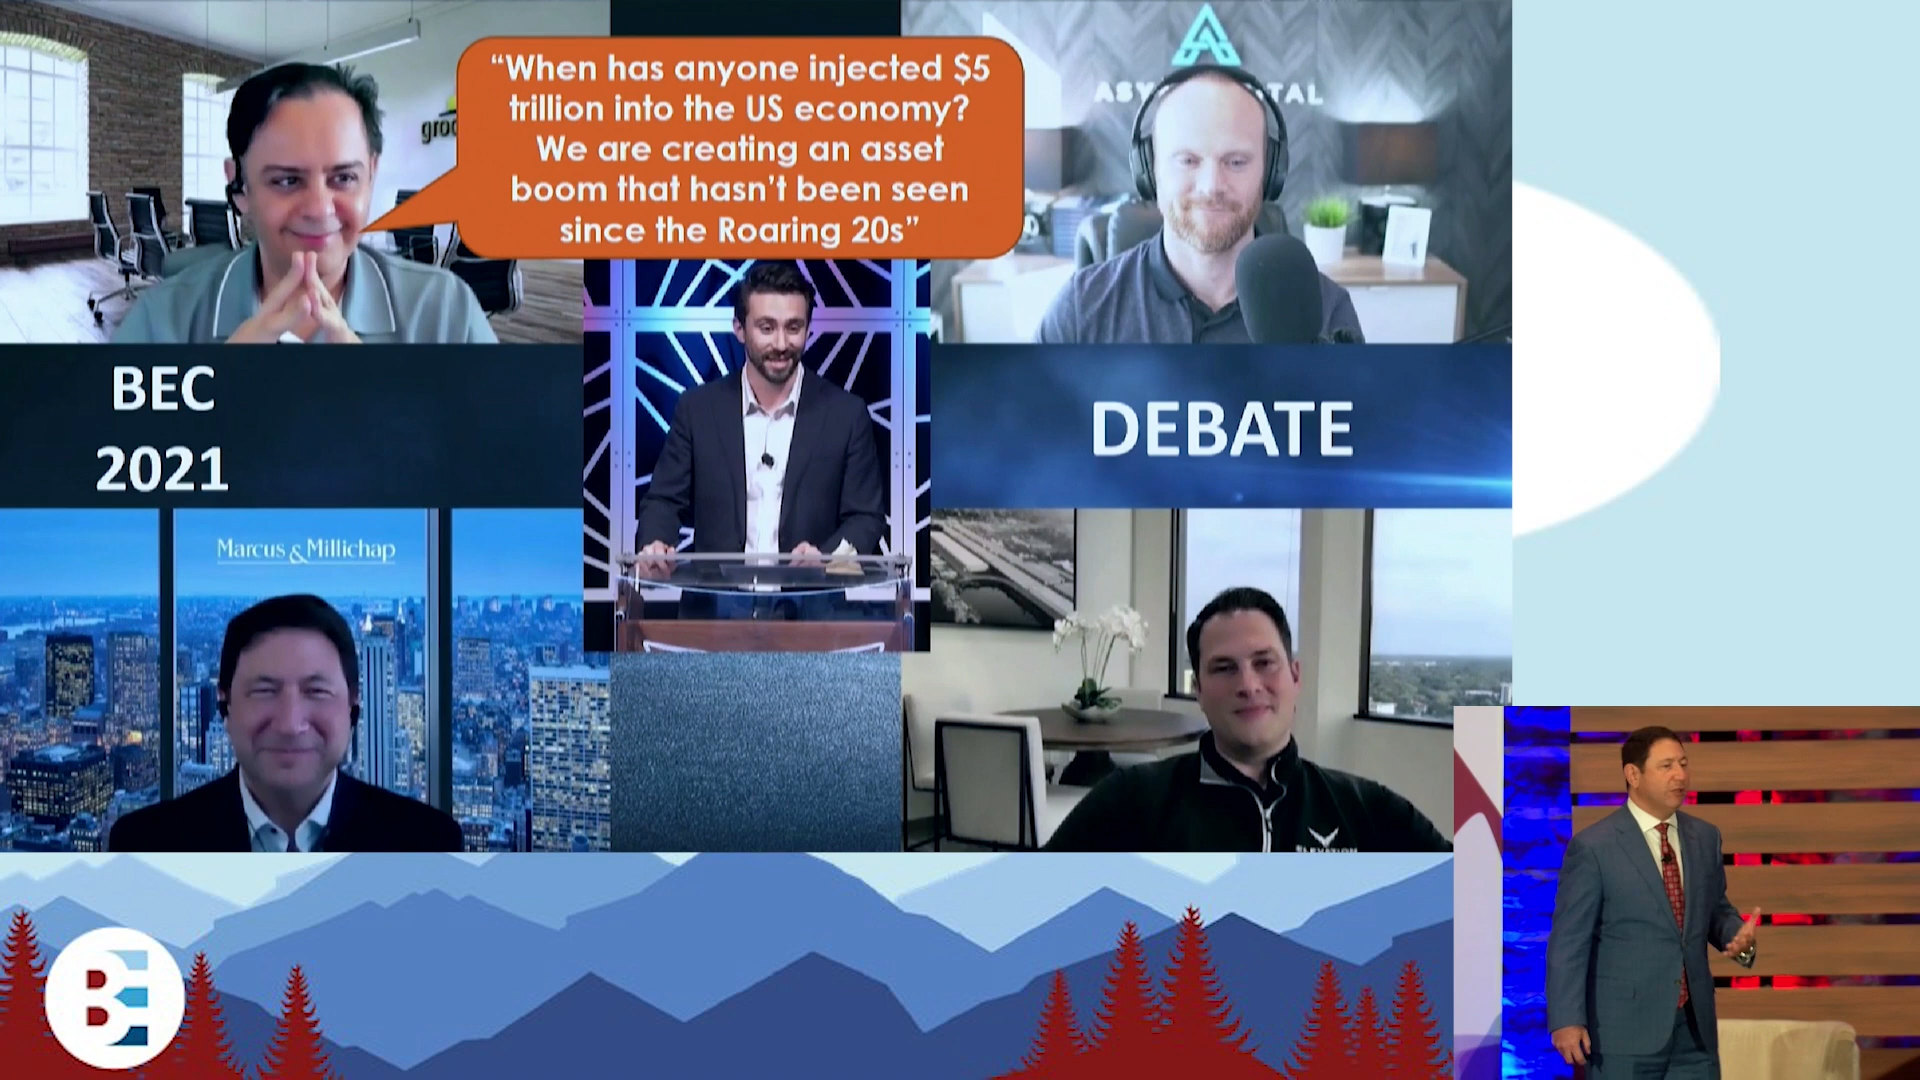 “When has anyone injected $5
trillion into the US economy?
We are creating an asset
boom that hasn’t been seen
since the Roaring 20s”
BEC
2021
DEBATE
Marcus & Millichap
BE